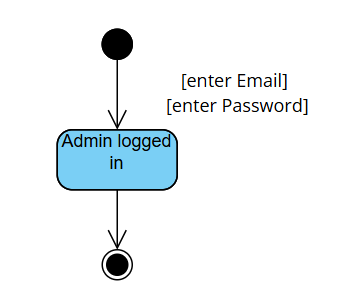 [enter Email]
[enter Password]
Admin logged
in